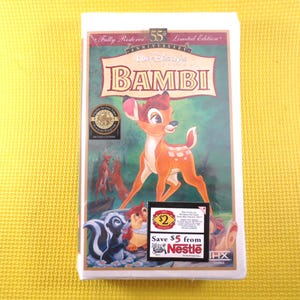 Fully Restored 55th Limited Edition
ANNIVERSARY
Walt Disney's
BAMBI
$2
Save $5 from
Nestlé
THX